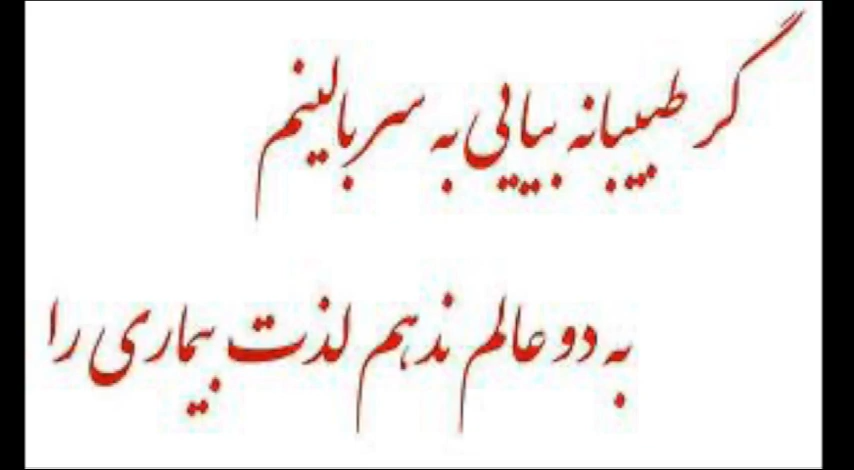 گر طبیبانه بیایی به سر بالینم
به دو عالم ندهم لذت بیماری را